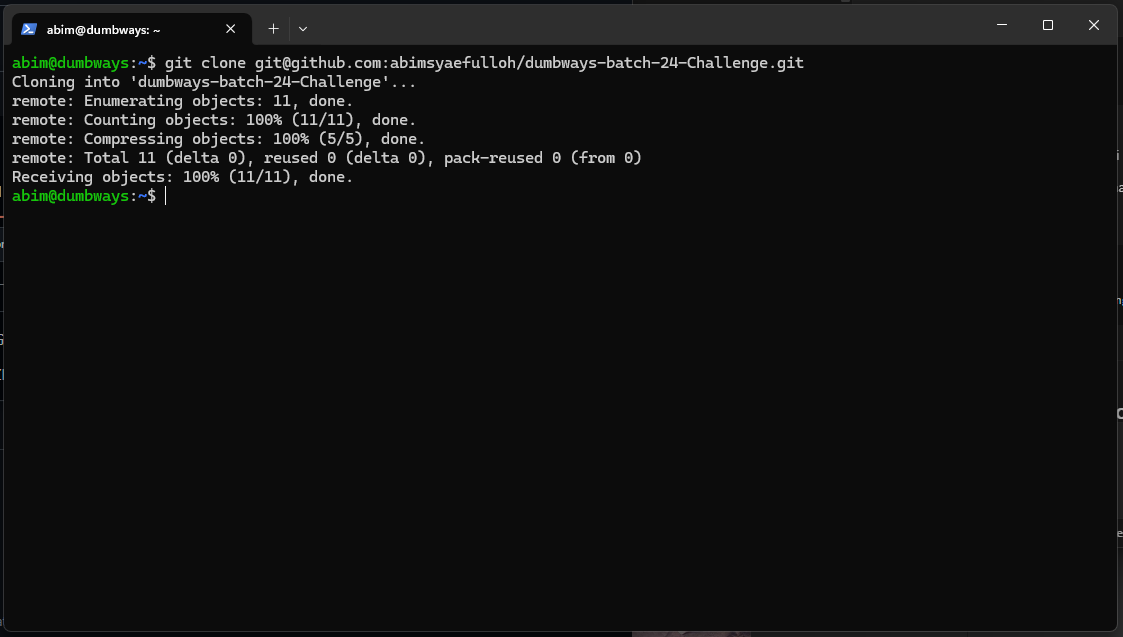 abim@dumbways: ~
abim@dumbways:~$ git clone git@github.com:abimsyaefulloh/dumbways-batch-24-Challenge.git
Cloning into 'dumbways-batch-24-Challenge'...
remote: Enumerating objects: 11, done.
remote: Counting objects: 100% (11/11), done.
remote: Compressing objects: 100% (5/5), done.
remote: Total 11 (delta 0), reused 0 (delta 0), pack-reused 0 (from 0)
Receiving objects: 100% (11/11), done.
abim@dumbways:~$